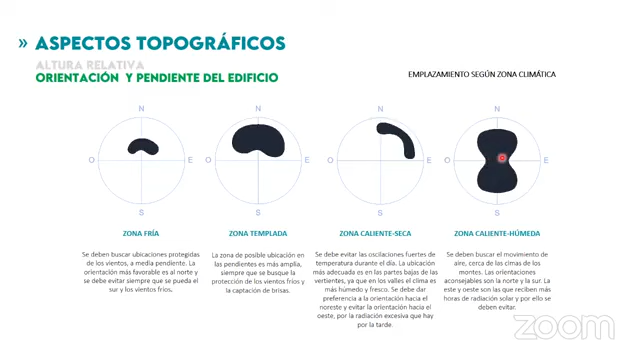 » ASPECTOS TOPOGRÁFICOS
ALTURA RELATIVA
ORIENTACIÓN Y PENDIENTE DEL EDIFICIO
EMPLAZAMIENTO SEGÚN ZONA CLIMÁTICA
N N N N
O E O E O E O E
S S S S
ZONA FRÍA
Se deben buscar ubicaciones protegidas
de los vientos, a media pendiente. La
orientación más favorable es al norte y
se debe evitar siempre que se pueda el
sur y los vientos fríos.
ZONA TEMPLADA
La zona de posible ubicación en
las pendientes es más amplia,
siempre que se busque la
protección de los vientos fríos y
la captación de brisas.
ZONA CALIENTE-SECA
Se debe evitar las oscilaciones fuertes de
temperatura durante el día. La ubicación
más adecuada es en las partes bajas de las
vertientes, ya que en los valles el clima es
más húmedo y fresco. Se debe dar
preferencia a la orientación hacia el
noreste y evitar la orientación hacia el
oeste, por la radiación excesiva que hay
por la tarde.
ZONA CALIENTE-HÚMEDA
Se deben buscar el movimiento de
aire, cerca de las cimas de los
montes. Las orientaciones
aconsejables son la norte y la sur. La
este y oeste son las que reciben más
horas de radiación solar y por ello se
deben evitar.
zoom